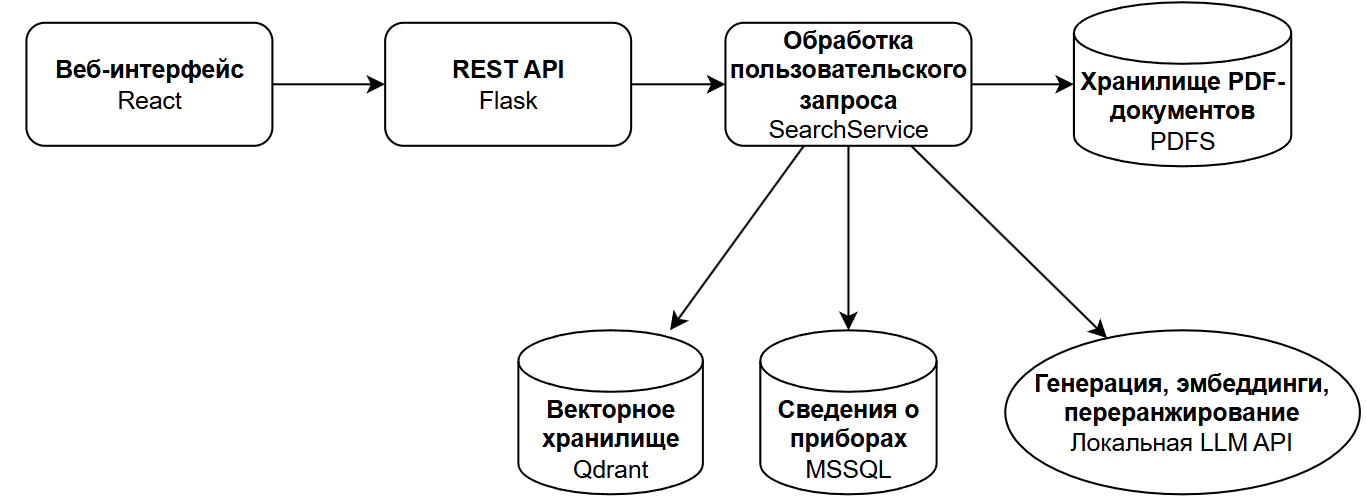 Веб-интерфейс
React
REST API
Flask
Обработка
пользовательского
запроса
SearchService
Хранилище PDF-
документов
PDFS
Векторное
хранилище
Qdrant
Сведения о
приборах
MSSQL
Генерация, эмбеддинги,
переранжирование
Локальная LLM API